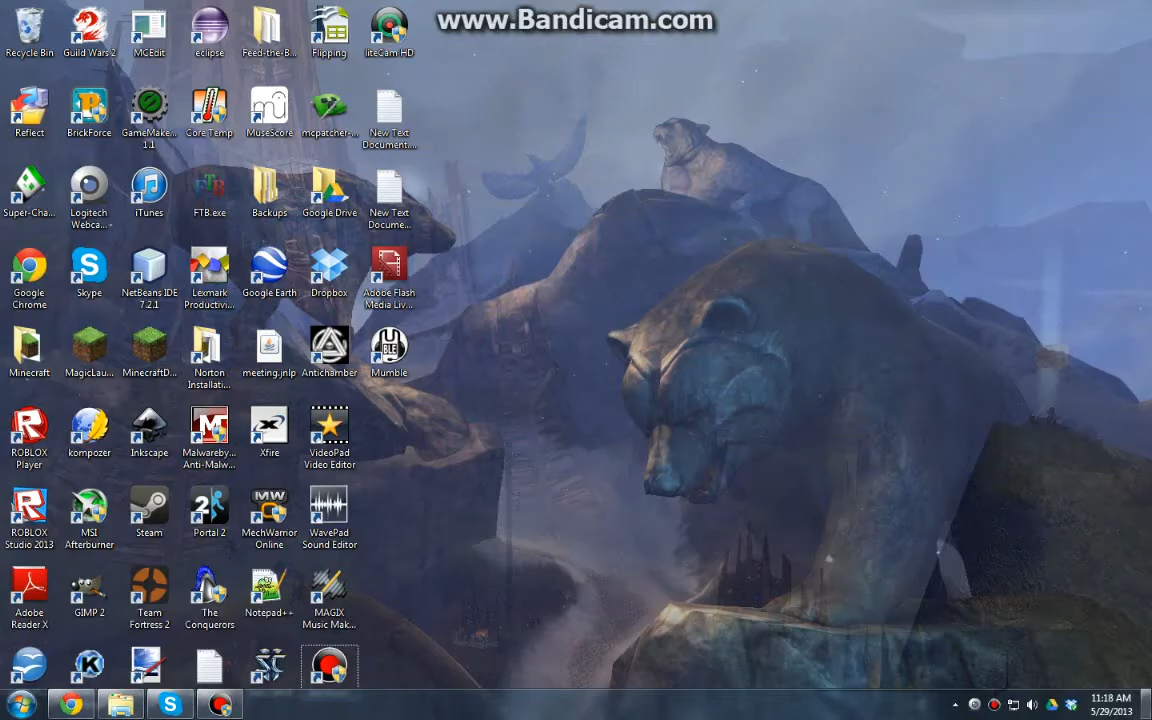 www.Bandicam.com
Recycle Bin
Guild Wars 2
MCEdit
eclipse
Feed-the-B...
Flipping
liteCam HD
Reflect
BrickForce
GameMake...
1.1
Core Temp
MuseScore
mcpatcher-...
New Text
Document....
Super-Cha...
Logitech
Webca...
iTunes
FTB.exe
Backups
Google Drive
New Text
Docume...
Google
Chrome
Skype
NetBeans IDE
7.2.1
Lexmark
Productivi...
Google Earth
Dropbox
Adobe Flash
Media Liv...
Minecraft
MagicLau...
MinecraftD...
Norton
Installati...
meeting.jnlp
Antichamber
Mumble
ROBLOX
Player
kompozer
Inkscape
Malwareby...
Anti-Malw...
Xfire
VideoPad
Video Editor
ROBLOX
Studio 2013
MSI
Afterburner
Steam
Portal 2
MechWarrior
Online
WavePad
Sound Editor
Adobe
Reader X
GIMP 2
Team
Fortress 2
The
Conquerors
Notepad++
MAGIX
Music Mak...
11:18 AM
5/29/2013